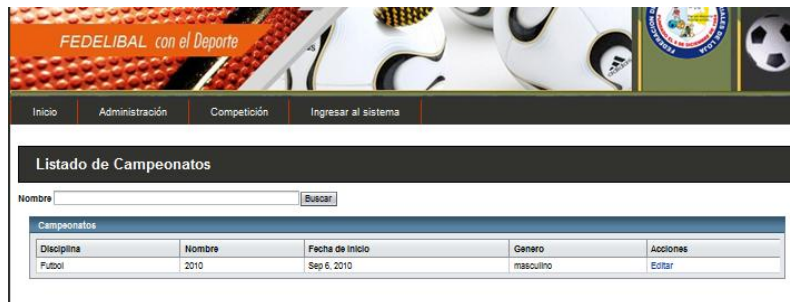 FEDELIBAL con el Deporte
Inicio Administración Competición Ingresar al sistema
Listado de Campeonatos
Nombre Buscar
Campeonatos
Disciplina Nombre Fecha de Inicio Genero Acciones
Futbol 2010 Sep 6, 2010 masculino Editar